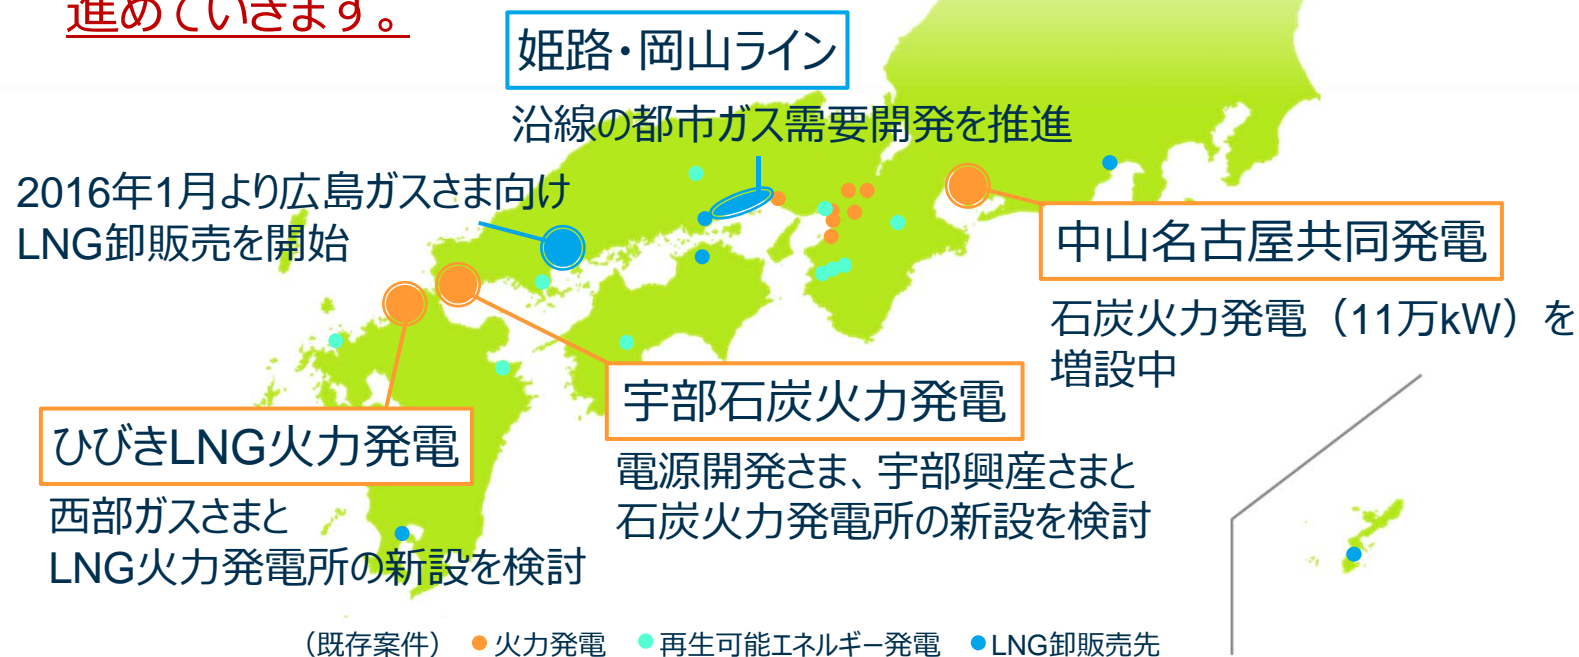 進めていきます。
姫路・岡山ライン
沿線の都市ガス需要開発を推進
2016年1月より広島ガスさま向け
LNG卸販売を開始
中山名古屋共同発電
石炭火力発電（11万kW）を
増設中
宇部石炭火力発電
電源開発さま、宇部興産さまと
石炭火力発電所の新設を検討
ひびきLNG火力発電
西部ガスさまと
LNG火力発電所の新設を検討
（既存案件） 火力発電 再生可能エネルギー発電 LNG卸販売先